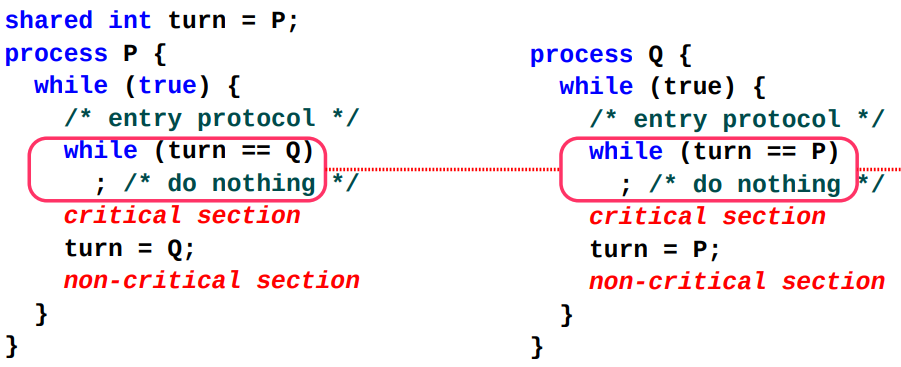 shared int turn = P;
process P {
while (true) {
/* entry protocol */
while (turn == Q)
; /* do nothing */
critical section
turn = Q;
non-critical section
}
}
process Q {
while (true) {
/* entry protocol */
while (turn == P)
; /* do nothing */
critical section
turn = P;
non-critical section
}
}